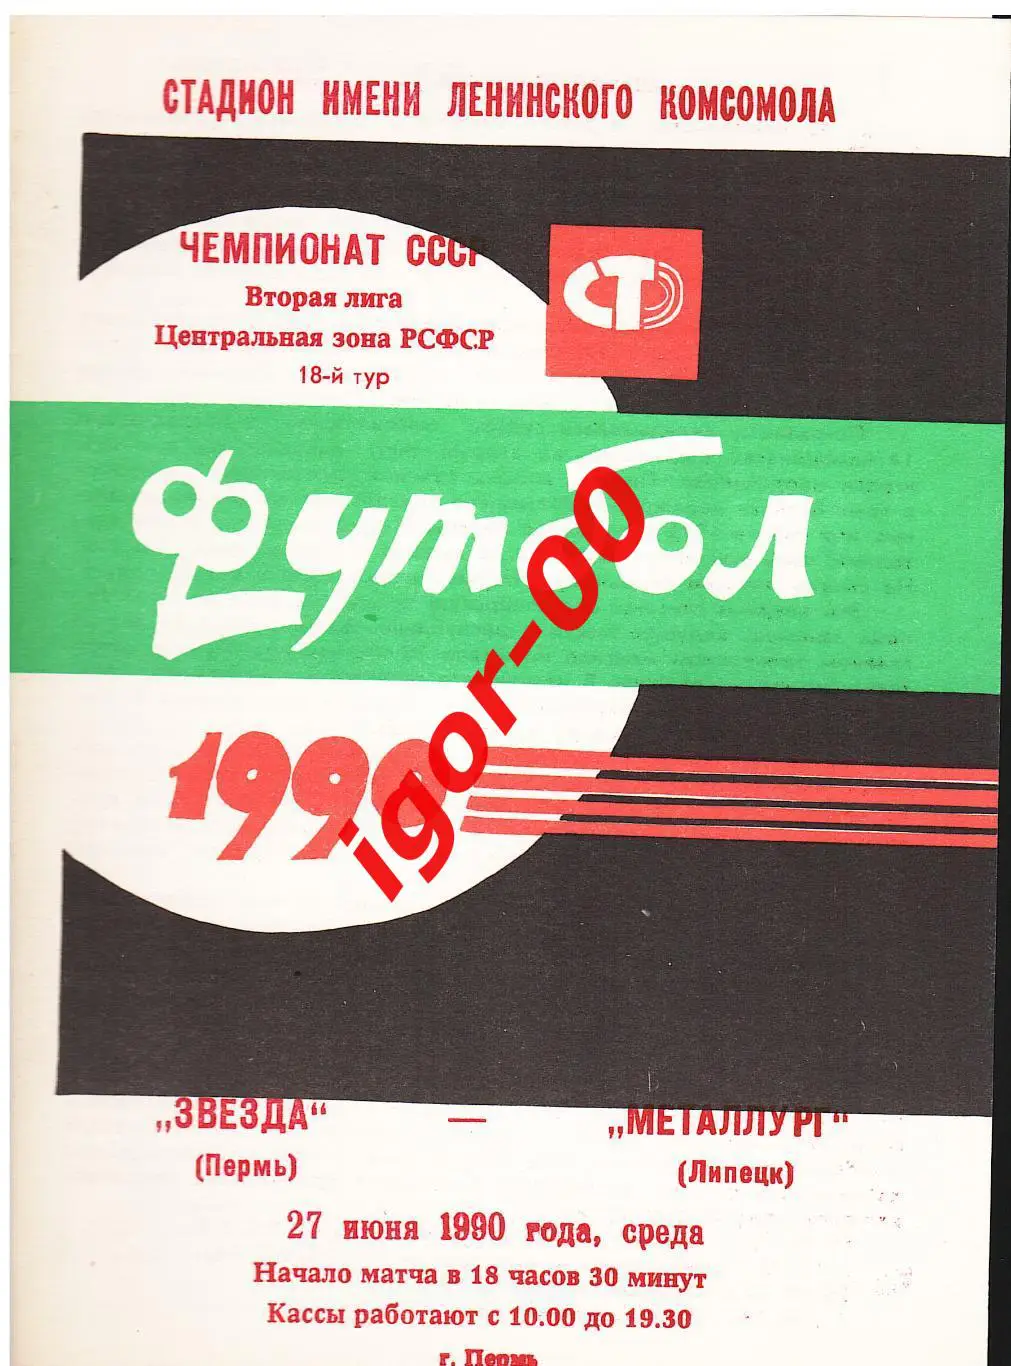 СТАДИОН ИМЕНИ ЛЕНИНСКОГО КОМСОМОЛА
ЧЕМПИОНАТ СССР
Вторая лига
Центральная зона РСФСР
18-й тур
СТ
Футбол
1990
igor-00
„ЗВЕЗДА“ — „МЕТАЛЛУРГ“
(Пермь) (Липецк)
27 июня 1990 года, среда
Начало матча в 18 часов 30 минут
Кассы работают с 10.00 до 19.30
г. Пермь